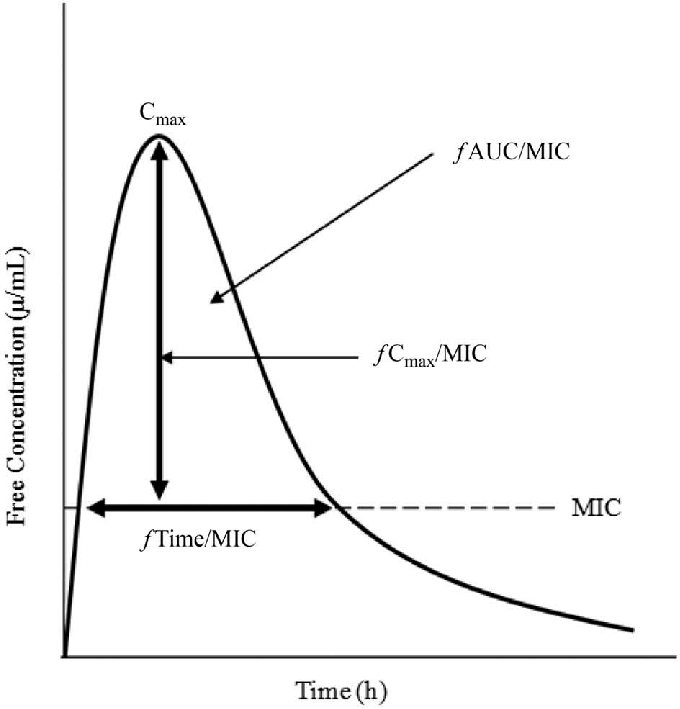 Cmax
fAUC/MIC
fCmax/MIC
MIC
fTime/MIC
Free Concentration (µ/mL)
Time (h)